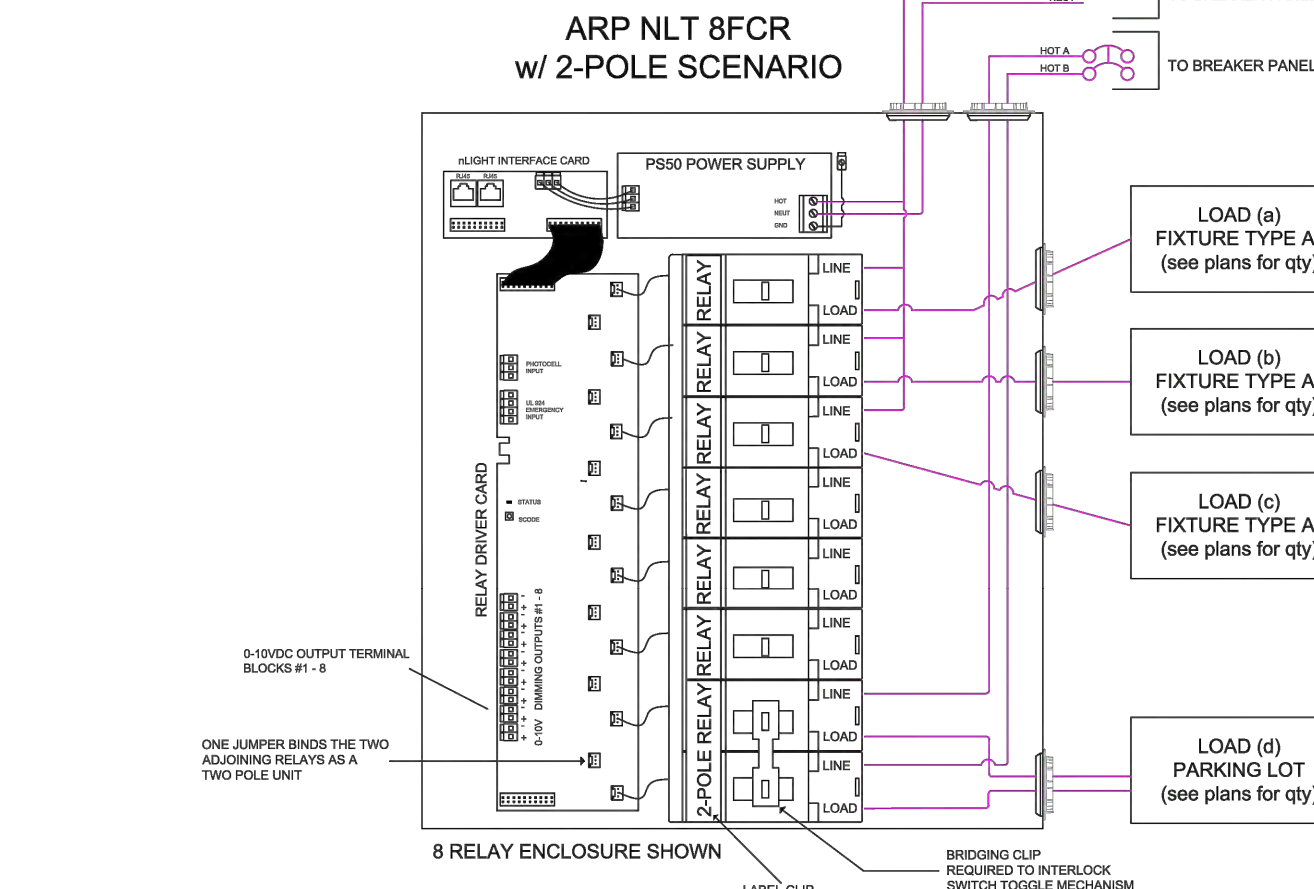 ARP NLT 8FCR
w/ 2-POLE SCENARIO
HOT A
HOT B
TO BREAKER PANEL
nLIGHT INTERFACE CARD
RJ45 RJ45
PS50 POWER SUPPLY
HOT
NEUT
GND
RELAY
LINE
LOAD
RELAY
LINE
LOAD
RELAY
LINE
LOAD
RELAY
LINE
LOAD
RELAY
LINE
LOAD
RELAY
LINE
LOAD
2-POLE RELAY
LINE
LOAD
LINE
LOAD
PHOTOCELL
INPUT
UL 924
EMERGENCY
INPUT
RELAY DRIVER CARD
STATUS
SCODE
0-10V DIMMING OUTPUTS #1 - 8
- + - + - + - + - + - + - + - +
0-10VDC OUTPUT TERMINAL
BLOCKS #1 - 8
ONE JUMPER BINDS THE TWO
ADJOINING RELAYS AS A
TWO POLE UNIT
LOAD (a)
FIXTURE TYPE A
(see plans for qty)
LOAD (b)
FIXTURE TYPE A
(see plans for qty)
LOAD (c)
FIXTURE TYPE A
(see plans for qty)
LOAD (d)
PARKING LOT
(see plans for qty)
8 RELAY ENCLOSURE SHOWN
LABEL CLIP
BRIDGING CLIP
REQUIRED TO INTERLOCK
SWITCH TOGGLE MECHANISM